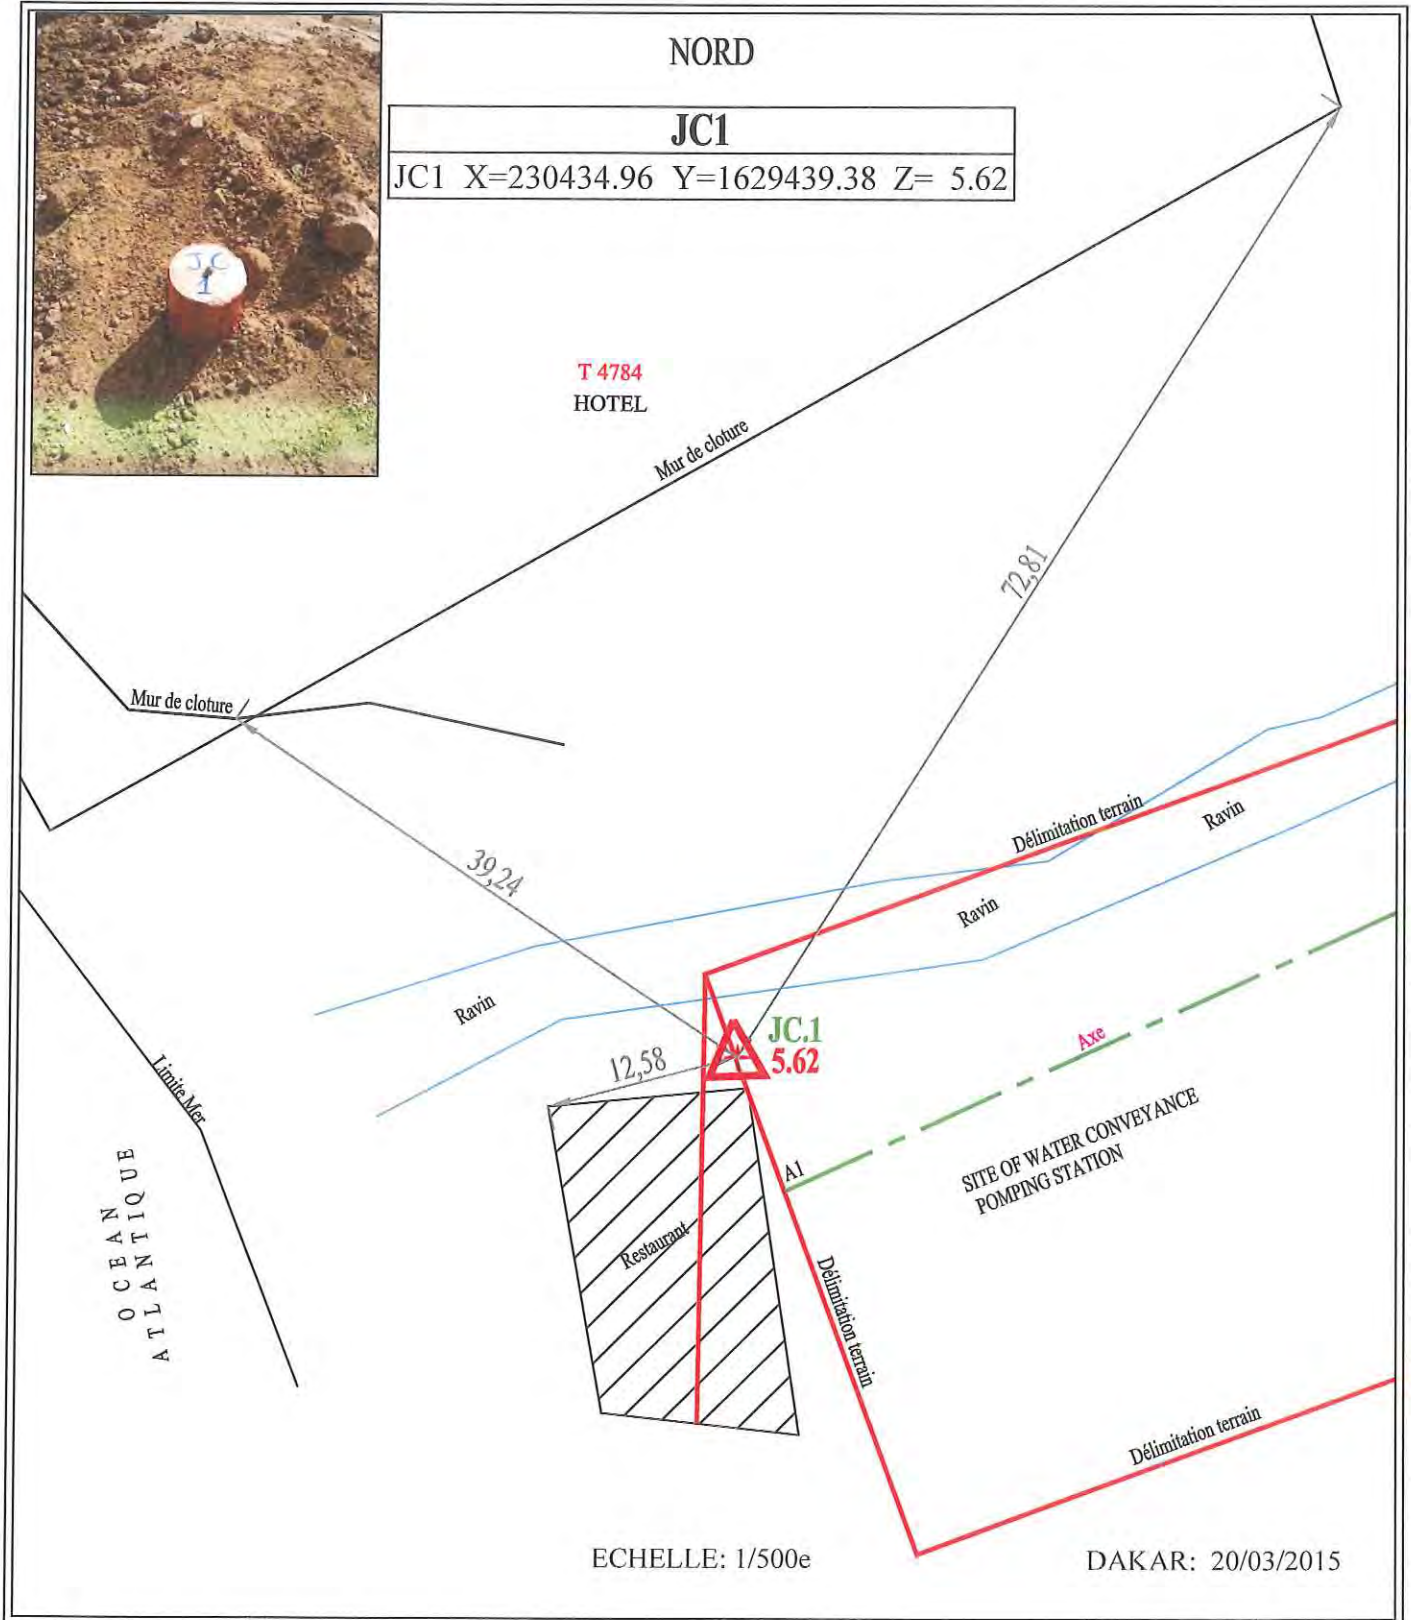 NORD
JC1
JC1 X=230434.96 Y=1629439.38 Z= 5.62
JC
1
T 4784
HOTEL
Mur de cloture
72,81
Mur de cloture
39,24
Délimitation terrain
Ravin
Ravin
Ravin
JC.1
5.62
12,58
Axe
Limite Mer
SITE OF WATER CONVEYANCE
POMPING STATION
A1
OCEAN
ATLANTIQUE
Restaurant
Délimitation terrain
Délimitation terrain
ECHELLE: 1/500e
DAKAR: 20/03/2015